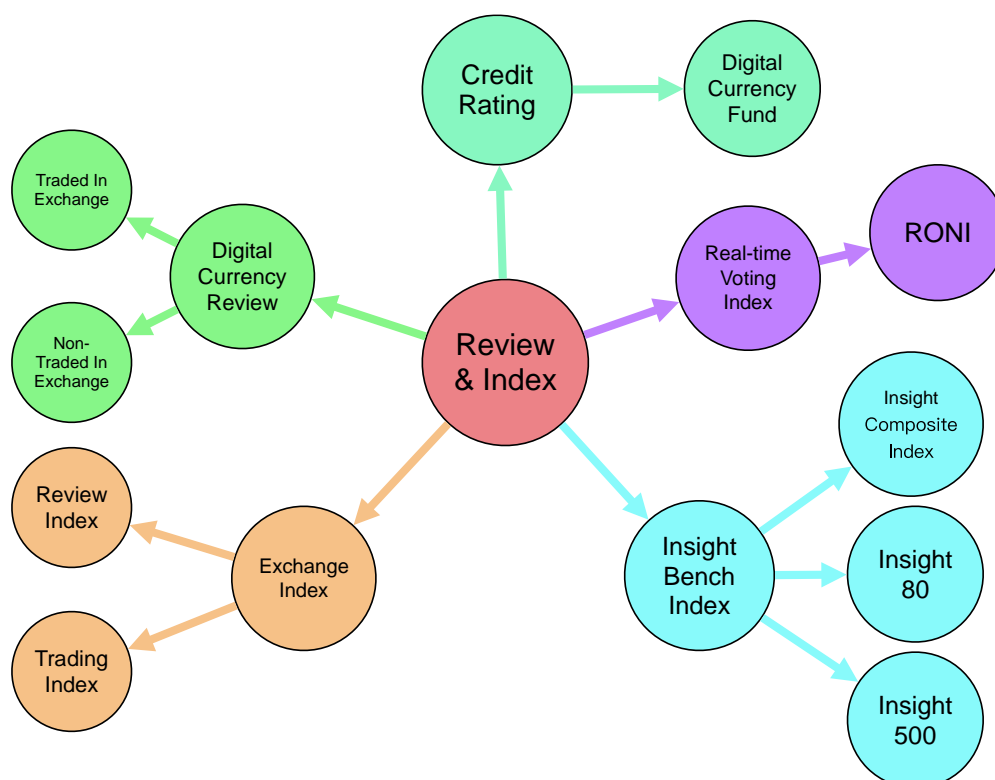 Credit
Rating
Digital
Currency
Fund
Traded In
Exchange
Digital
Currency
Review
Non-
Traded In
Exchange
Real-time
Voting
Index
RONI
Review
& Index
Insight
Composite
Index
Review
Index
Exchange
Index
Trading
Index
Insight
Bench
Index
Insight
80
Insight
500